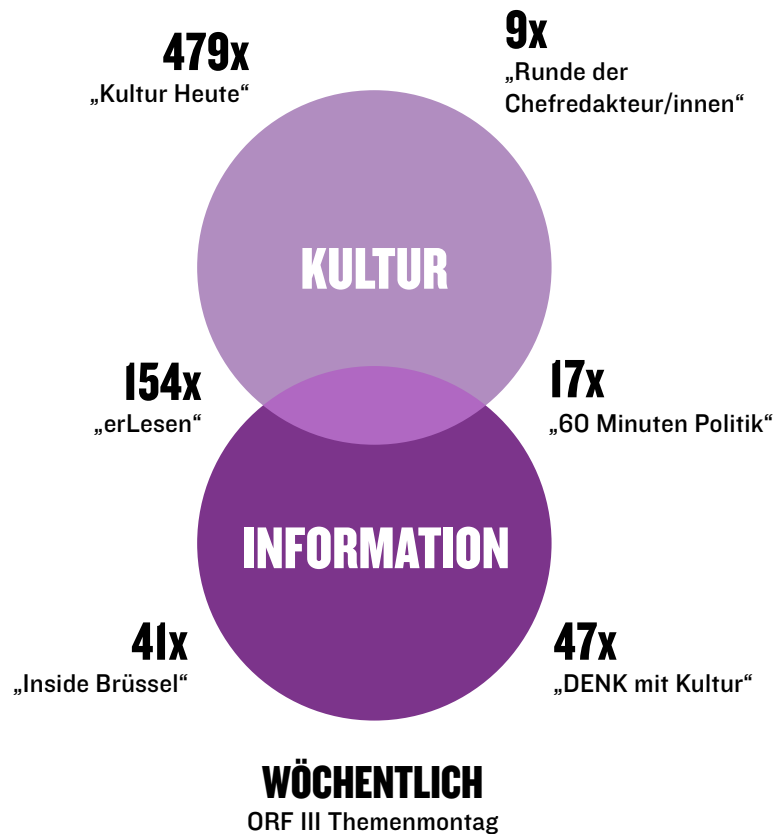 479x
„Kultur Heute“
9x
„Runde der
Chefredakteur/innen“
KULTUR
154x
„erLesen“
17x
„60 Minuten Politik“
INFORMATION
41x
„Inside Brüssel“
47x
„DENK mit Kultur“
WÖCHENTLICH
ORF III Themenmontag